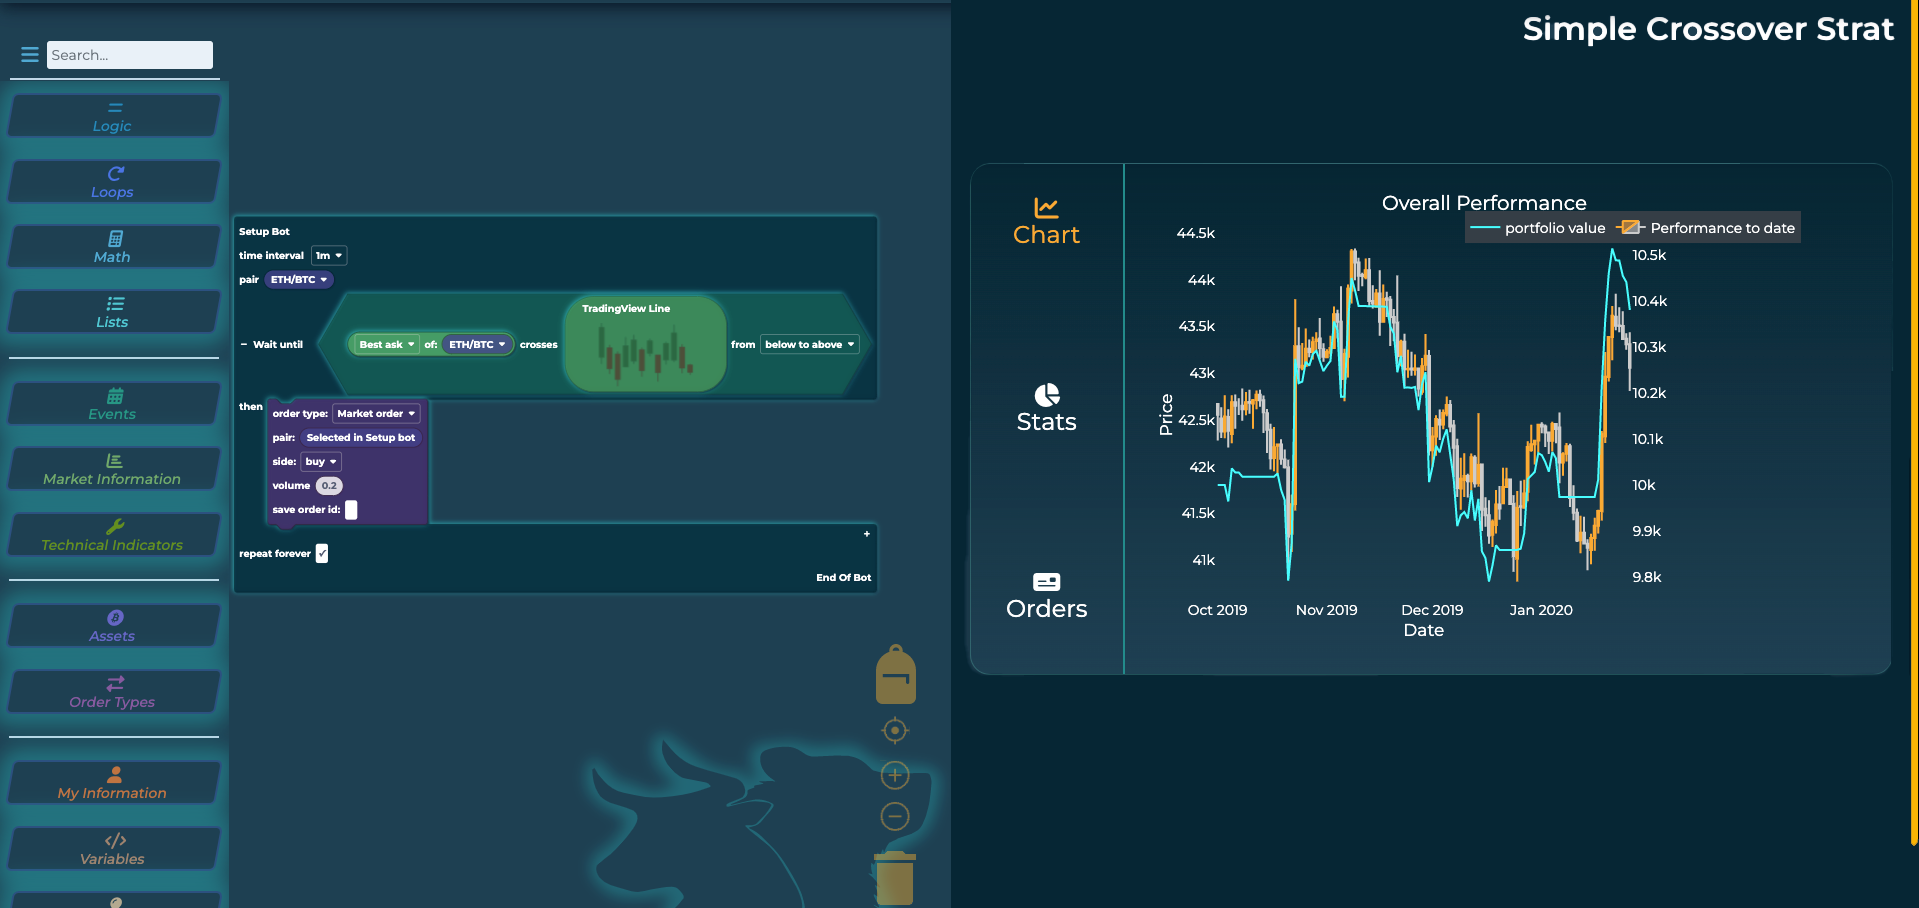 Search...
Logic
Loops
Math
Lists
Events
Market Information
Technical Indicators
Assets
Order Types
My Information
Variables
Setup Bot
time interval 1m
pair ETH/BTC
TradingView Line
Wait until Best ask of: ETH/BTC crosses from below to above
then
order type: Market order
pair: Selected in Setup bot
side: buy
volume 0.2
save order id:
+
repeat forever ✓
End Of Bot
Simple Crossover Strat
Chart
Stats
Orders
Overall Performance
portfolio value Performance to date
Price
44.5k
44k
43.5k
43k
42.5k
42k
41.5k
41k
10.5k
10.4k
10.3k
10.2k
10.1k
10k
9.9k
9.8k
Oct 2019 Nov 2019 Dec 2019 Jan 2020
Date